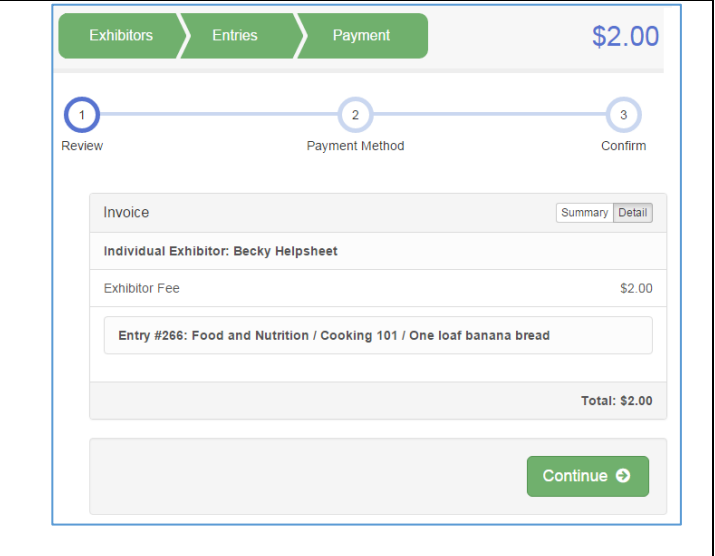 Exhibitors Entries Payment $2.00
1 2 3
Review Payment Method Confirm
Invoice Summary Detail
Individual Exhibitor: Becky Helpsheet
Exhibitor Fee $2.00
Entry #266: Food and Nutrition / Cooking 101 / One loaf banana bread
Total: $2.00
Continue